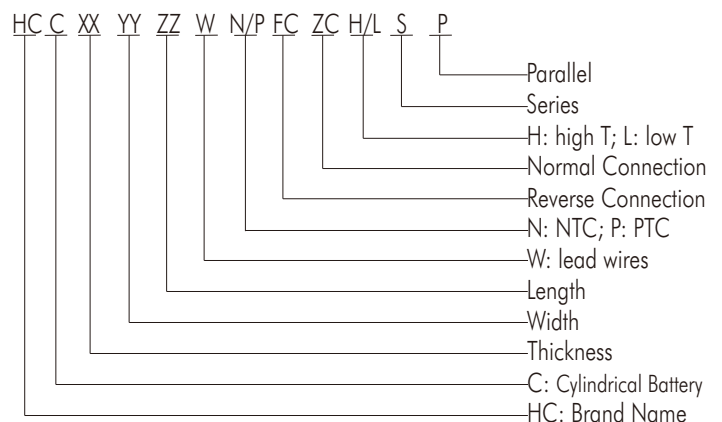 HC C XX YY ZZ W N/P FC ZC H/L S P
Parallel
Series
H: high T; L: low T
Normal Connection
Reverse Connection
N: NTC; P: PTC
W: lead wires
Length
Width
Thickness
C: Cylindrical Battery
HC: Brand Name